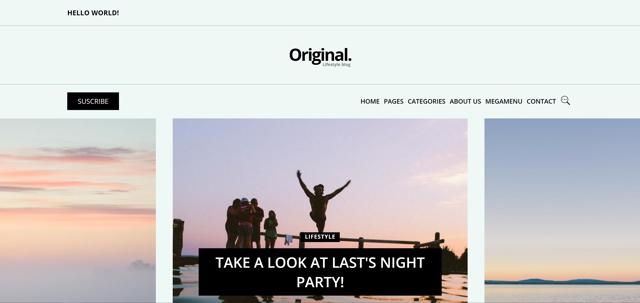 HELLO WORLD!
Original.
Lifestyle blog
SUSCRIBE
HOME PAGES CATEGORIES ABOUT US MEGAMENU CONTACT
LIFESTYLE
TAKE A LOOK AT LAST'S NIGHT
PARTY!